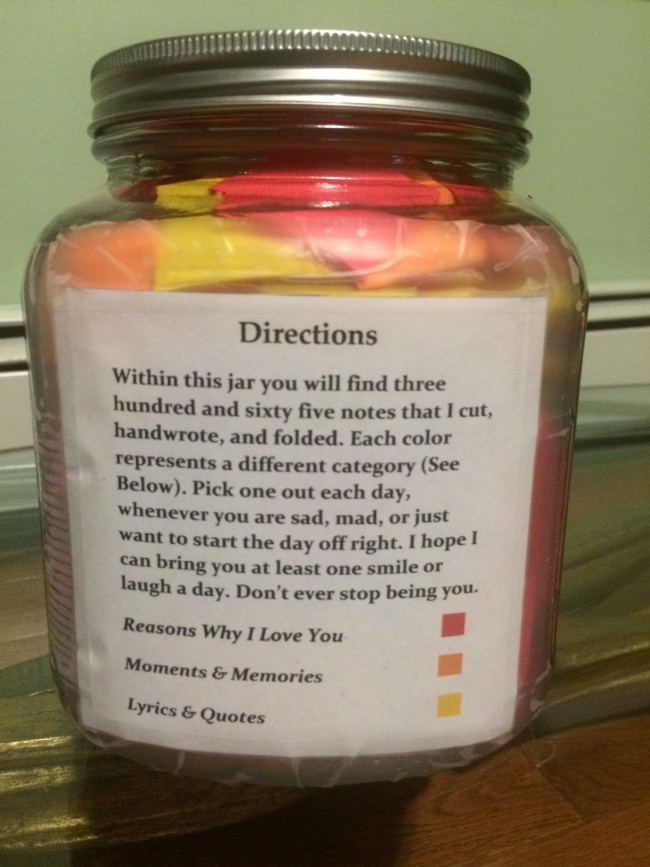 Directions
Within this jar you will find three
hundred and sixty five notes that I cut,
handwrote, and folded. Each color
represents a different category (See
Below). Pick one out each day,
whenever you are sad, mad, or just
want to start the day off right. I hope I
can bring you at least one smile or
laugh a day. Don't ever stop being you.
Reasons Why I Love You
Moments & Memories
Lyrics & Quotes